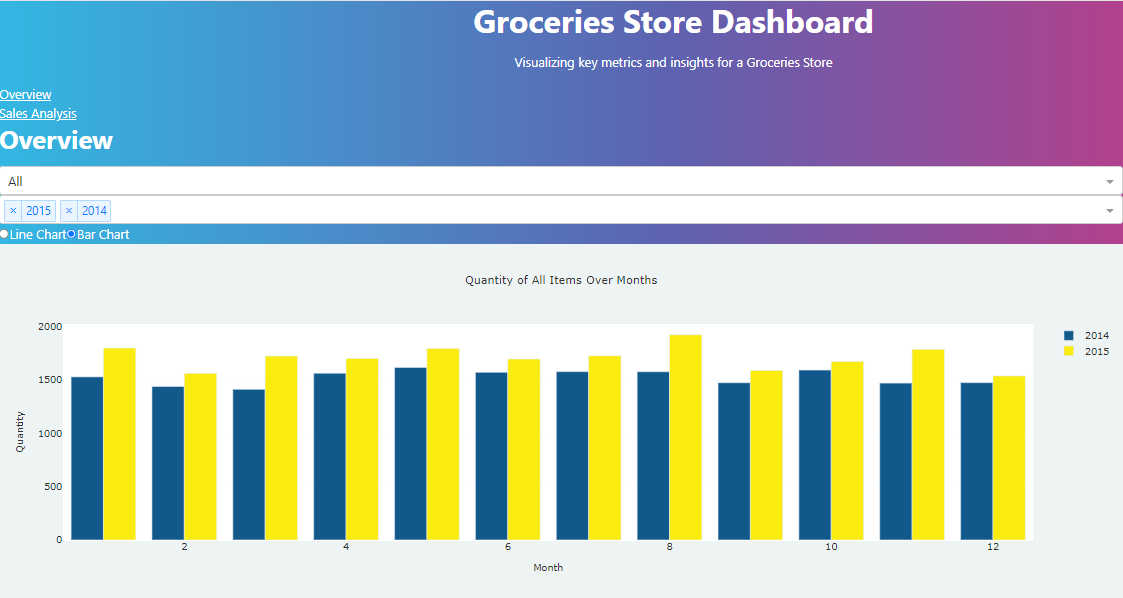 Groceries Store Dashboard
Visualizing key metrics and insights for a Groceries Store
Overview
Sales Analysis
Overview
All
× 2015 × 2014
Line Chart Bar Chart
Quantity of All Items Over Months
2000
1500
1000
500
0
Quantity
2 4 6 8 10 12
Month
2014
2015